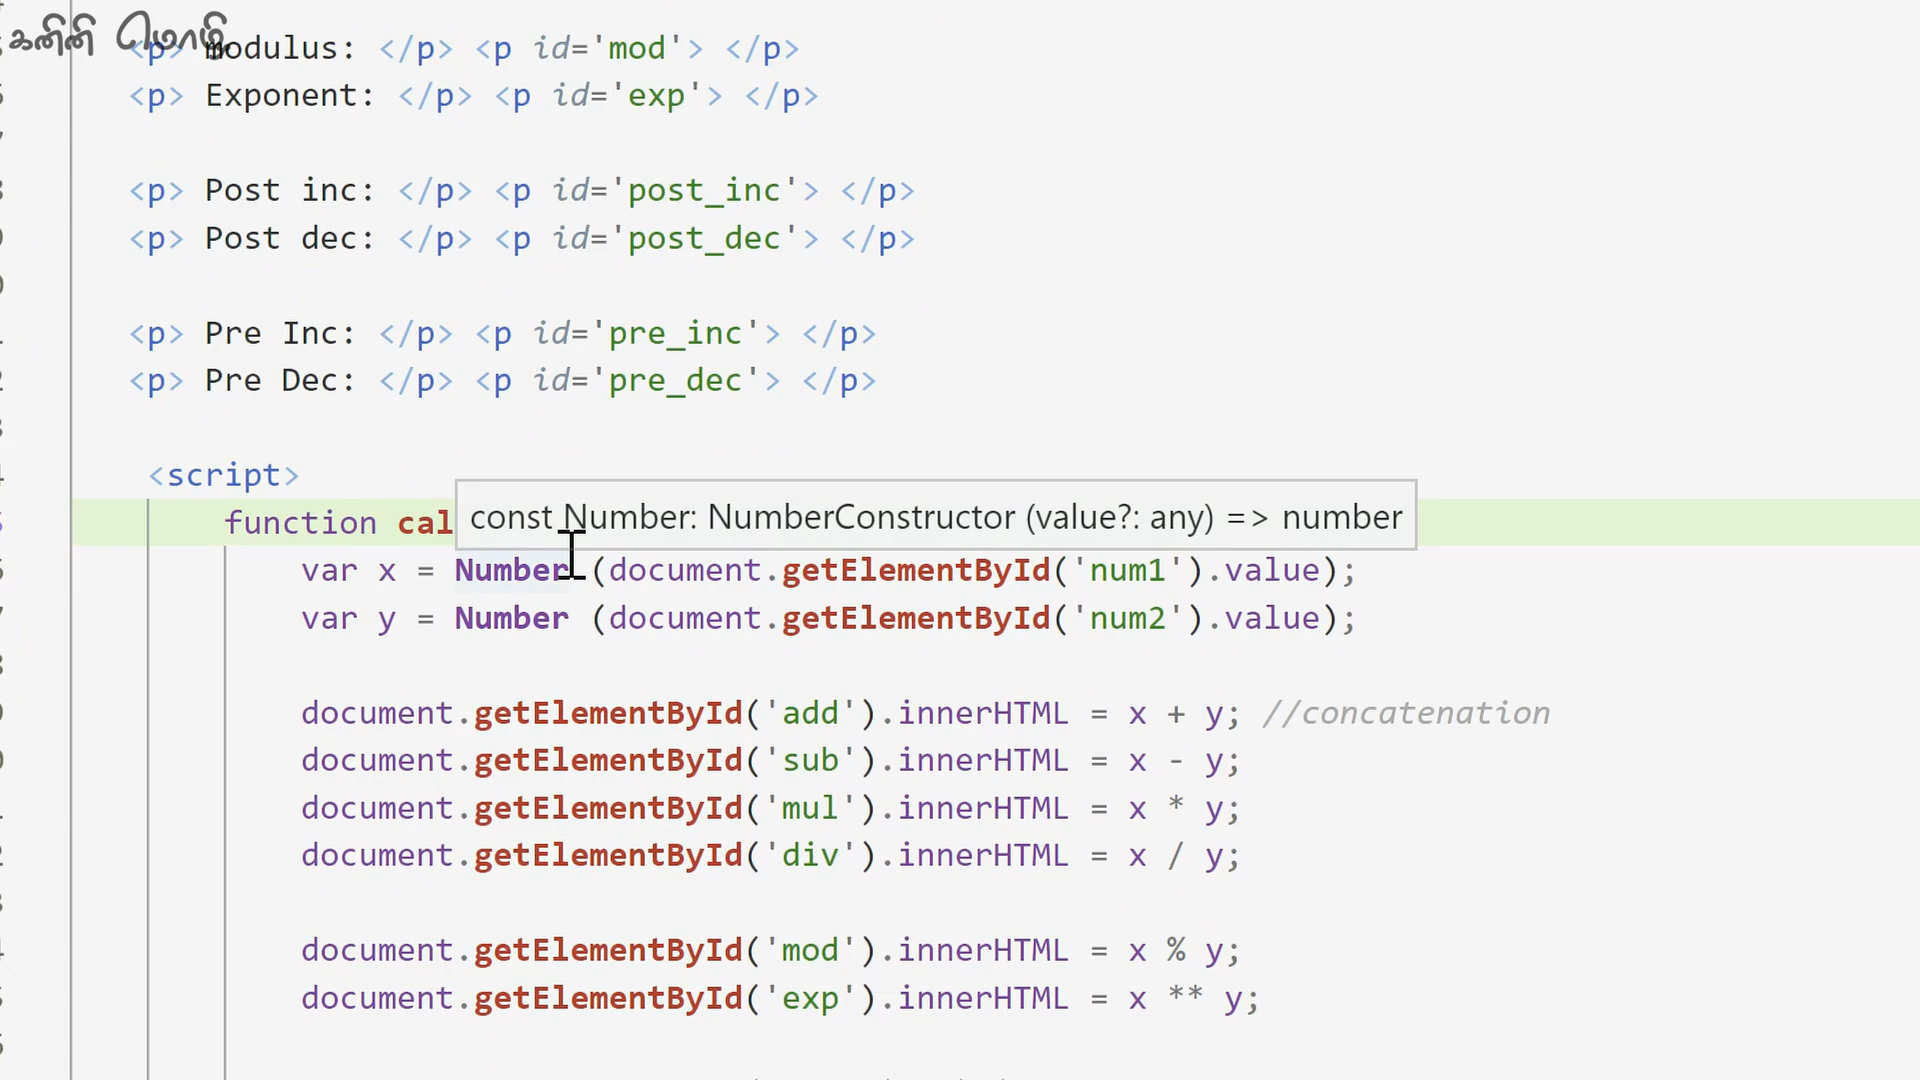 கனினி மொழி
<p> modulus: </p> <p id='mod'> </p>
<p> Exponent: </p> <p id='exp'> </p>
<p> Post inc: </p> <p id='post_inc'> </p>
<p> Post dec: </p> <p id='post_dec'> </p>
<p> Pre Inc: </p> <p id='pre_inc'> </p>
<p> Pre Dec: </p> <p id='pre_dec'> </p>
<script>
const Number: NumberConstructor (value?: any) => number
function cal
var x = Number (document.getElementById('num1').value);
var y = Number (document.getElementById('num2').value);
document.getElementById('add').innerHTML = x + y; //concatenation
document.getElementById('sub').innerHTML = x - y;
document.getElementById('mul').innerHTML = x * y;
document.getElementById('div').innerHTML = x / y;
document.getElementById('mod').innerHTML = x % y;
document.getElementById('exp').innerHTML = x ** y;